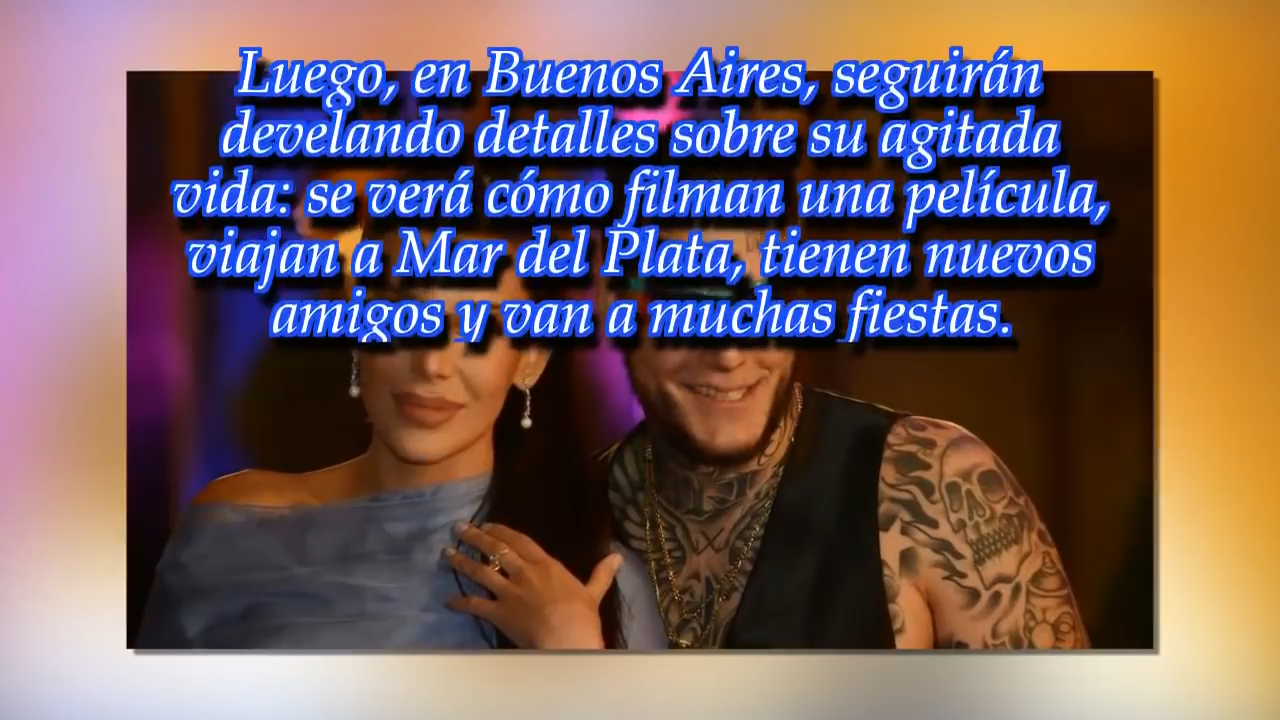 Luego, en Buenos Aires, seguirán
develando detalles sobre su agitada
vida: se verá cómo filman una película,
viajan a Mar del Plata, tienen nuevos
amigos y van a muchas fiestas.